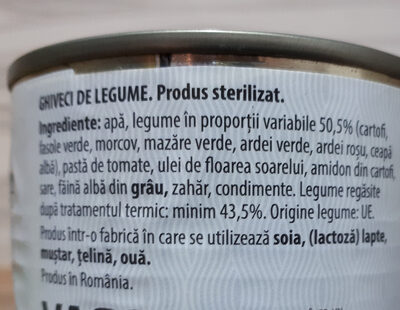 GHIVECI DE LEGUME. Produs sterilizat.
Ingrediente: apă, legume în proporții variabile 50,5% (cartofi,
fasole verde, morcov, mazăre verde, ardei verde, ardei roșu, ceapă
albă), pastă de tomate, ulei de floarea soarelui, amidon din cartofi,
sare, făină albă din grâu, zahăr, condimente. Legume regăsite
după tratamentul termic: minim 43,5%. Origine legume: UE.
Produs într-o fabrică în care se utilizează soia, (lactoză) lapte,
muștar, țelină, ouă.
Produs în România.